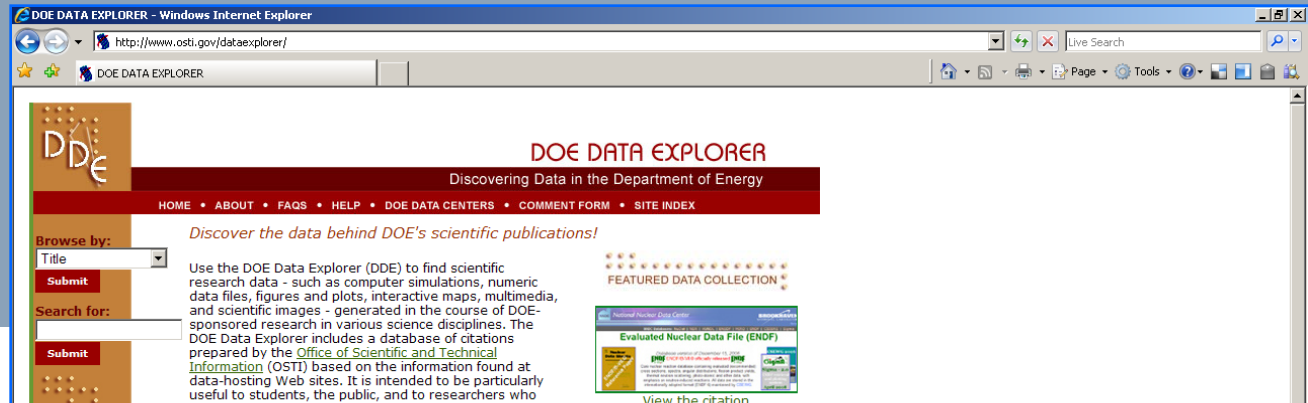 DOE DATA EXPLORER - Windows Internet Explorer
http://www.osti.gov/dataexplorer/
Live Search
DOE DATA EXPLORER
Page
Tools
DDE
DOE DATA EXPLORER
Discovering Data in the Department of Energy
HOME • ABOUT • FAQS • HELP • DOE DATA CENTERS • COMMENT FORM • SITE INDEX
Browse by:
Title
Submit
Search for:
Submit
Discover the data behind DOE's scientific publications!
Use the DOE Data Explorer (DDE) to find scientific
research data - such as computer simulations, numeric
data files, figures and plots, interactive maps, multimedia,
and scientific images - generated in the course of DOE-
sponsored research in various science disciplines. The
DOE Data Explorer includes a database of citations
prepared by the Office of Scientific and Technical
Information (OSTI) based on the information found at
data-hosting Web sites. It is intended to be particularly
useful to students, the public, and to researchers who
FEATURED DATA COLLECTION
National Nuclear Data Center
BROOKHAVEN
Evaluated Nuclear Data File (ENDF)
View the citation